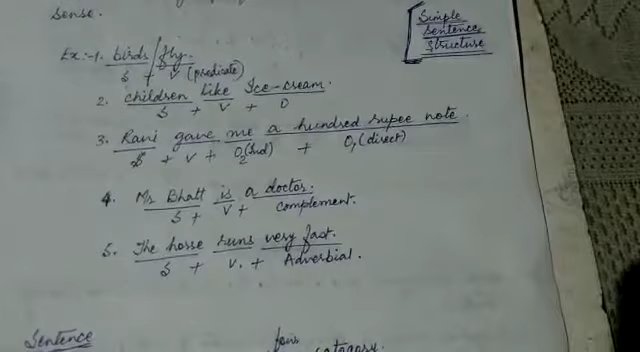 sense.
[Simple
Sentence
Structure
Ex:-1. birds/fly.
S + V (predicate)
2. children like Ice-cream.
S + V + O
3. Rani gave me a hundred rupee note.
S + V + O2(Ind) + O1(direct)
4. Mr Bhatt is a doctor.
S + V + complement.
5. The horse runs very fast.
S + V. + Adverbial.
Sentence
four
category.